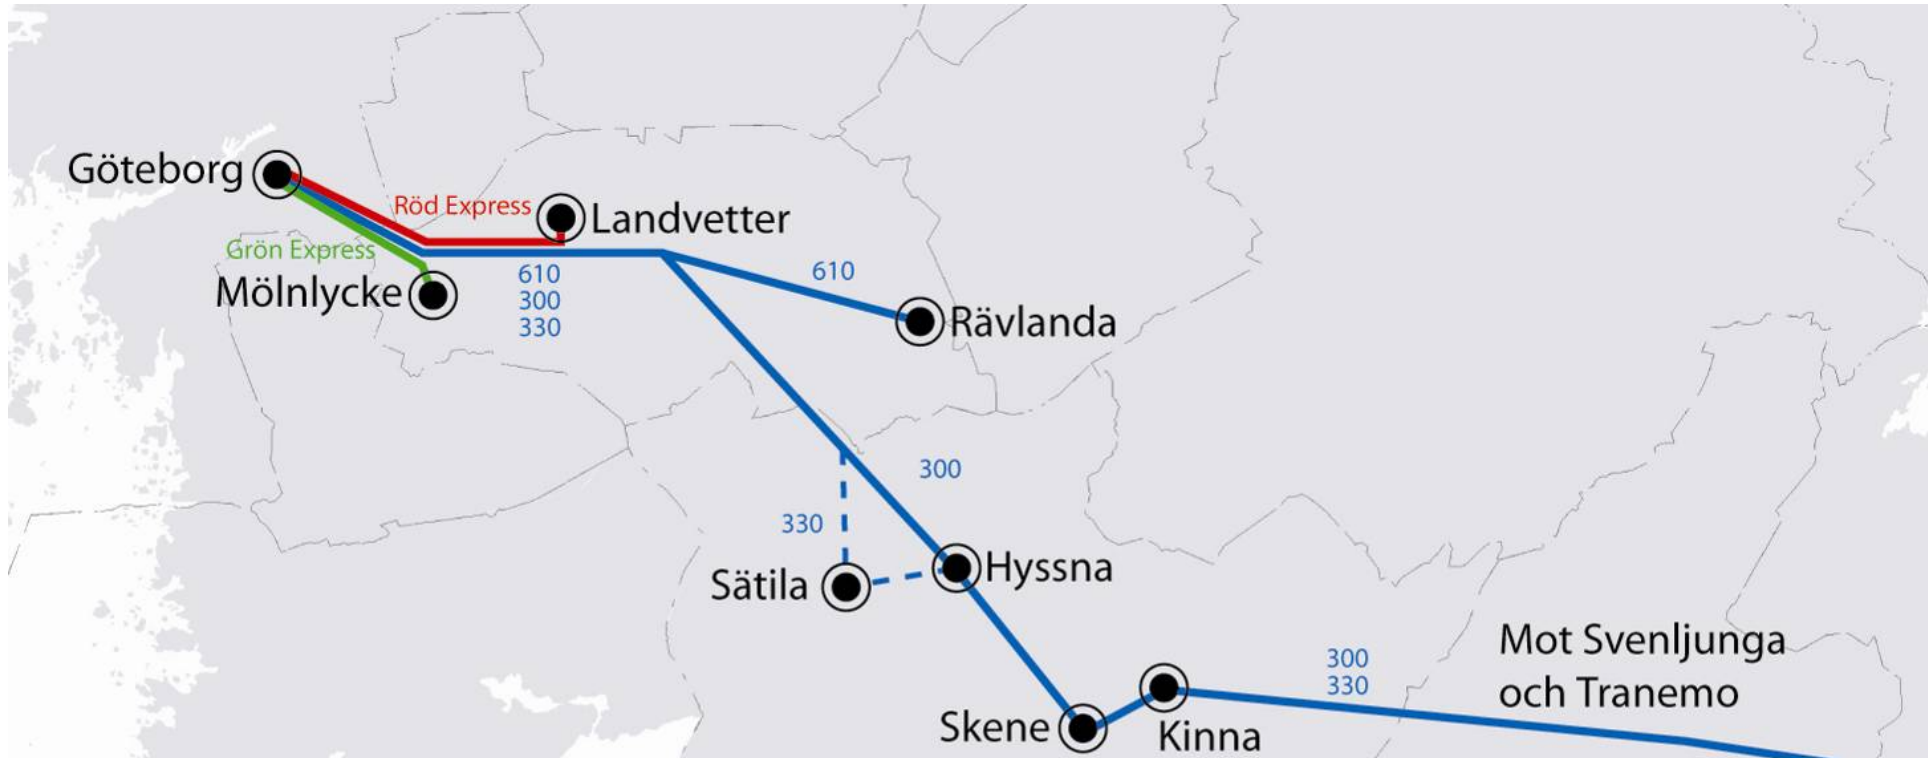 Göteborg
Röd Express
Landvetter
Grön Express
Mölnlycke
610
300
330
610
Rävlanda
300
330
Sätila
Hyssna
Skene
Kinna
300
330
Mot Svenljunga
och Tranemo